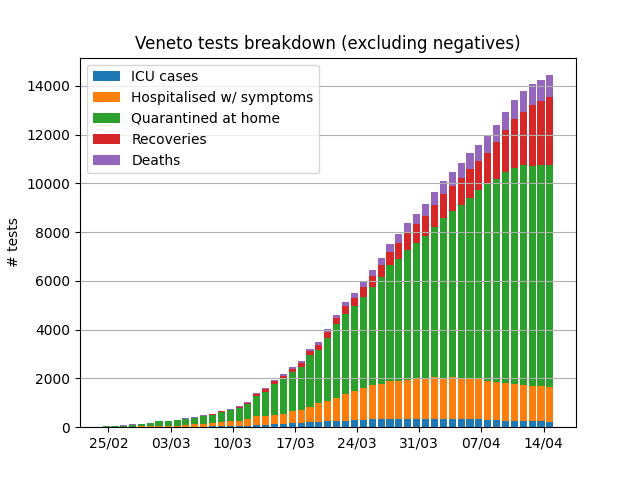 Veneto tests breakdown (excluding negatives)
ICU cases
Hospitalised w/ symptoms
Quarantined at home
Recoveries
Deaths
# tests
14000
12000
10000
8000
6000
4000
2000
0
25/02 03/03 10/03 17/03 24/03 31/03 07/04 14/04